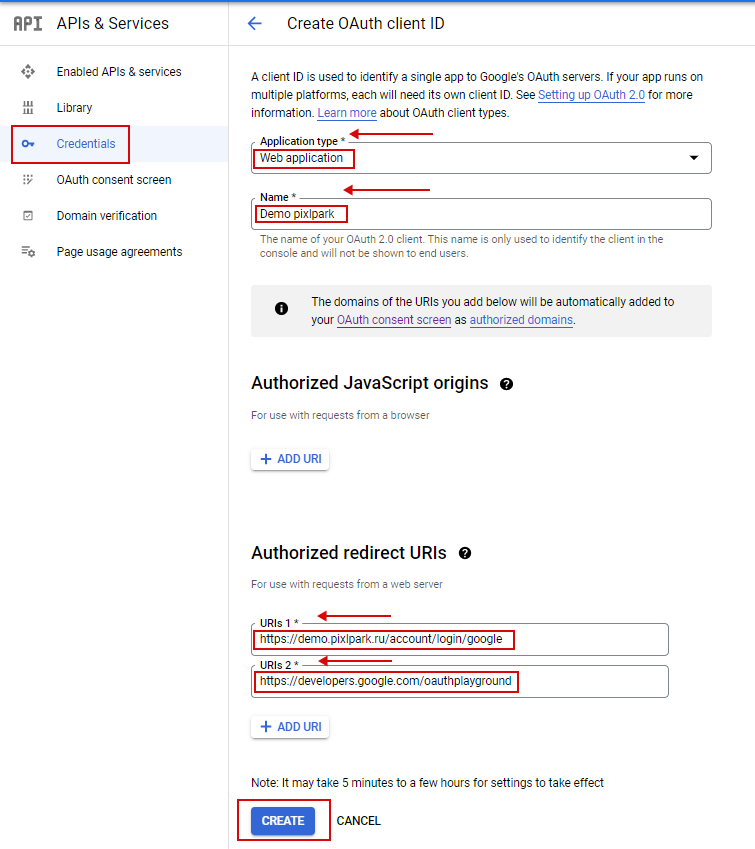 API APIs & Services
Create OAuth client ID
Enabled APIs & services
Library
Credentials
OAuth consent screen
Domain verification
Page usage agreements
A client ID is used to identify a single app to Google's OAuth servers. If your app runs on
multiple platforms, each will need its own client ID. See Setting up OAuth 2.0 for more
information. Learn more about OAuth client types.
Application type *
Web application
Name *
Demo pixlpark
The name of your OAuth 2.0 client. This name is only used to identify the client in the
console and will not be shown to end users.
The domains of the URIs you add below will be automatically added to
your OAuth consent screen as authorized domains.
Authorized JavaScript origins
For use with requests from a browser
+ ADD URI
Authorized redirect URIs
For use with requests from a web server
URIs 1 *
https://demo.pixlpark.ru/account/login/google
URIs 2 *
https://developers.google.com/oauthplayground
+ ADD URI
Note: It may take 5 minutes to a few hours for settings to take effect
CREATE CANCEL